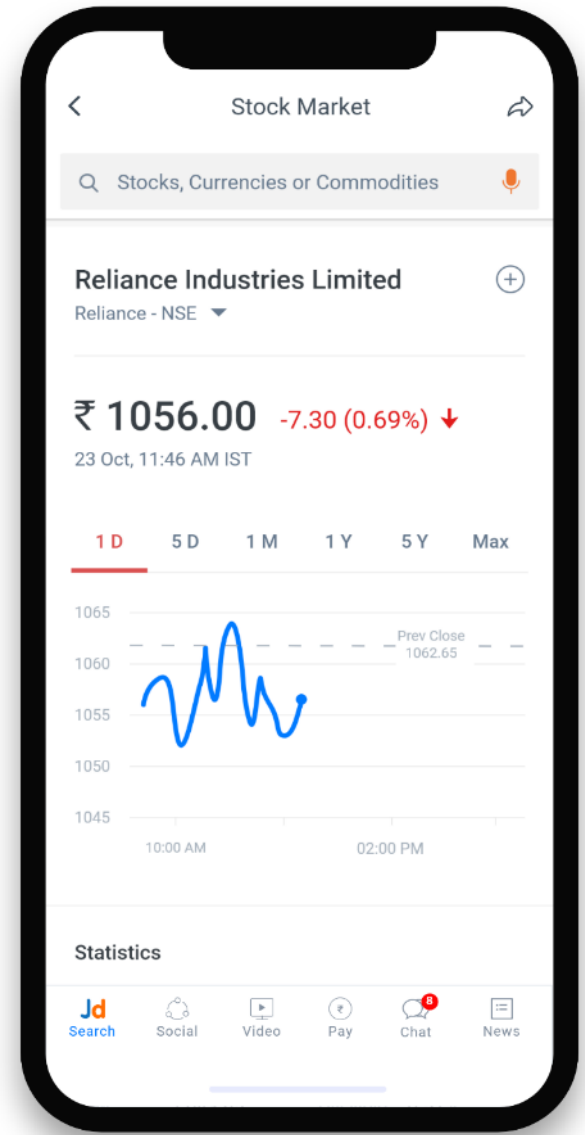 Stock Market
Stocks, Currencies or Commodities
Reliance Industries Limited
Reliance - NSE
₹ 1056.00 -7.30 (0.69%)
23 Oct, 11:46 AM IST
1 D 5 D 1 M 1 Y 5 Y Max
1065
Prev Close
1062.65
1060
1055
1050
1045
10:00 AM 02:00 PM
Statistics
Jd 8
Search Social Video Pay Chat News